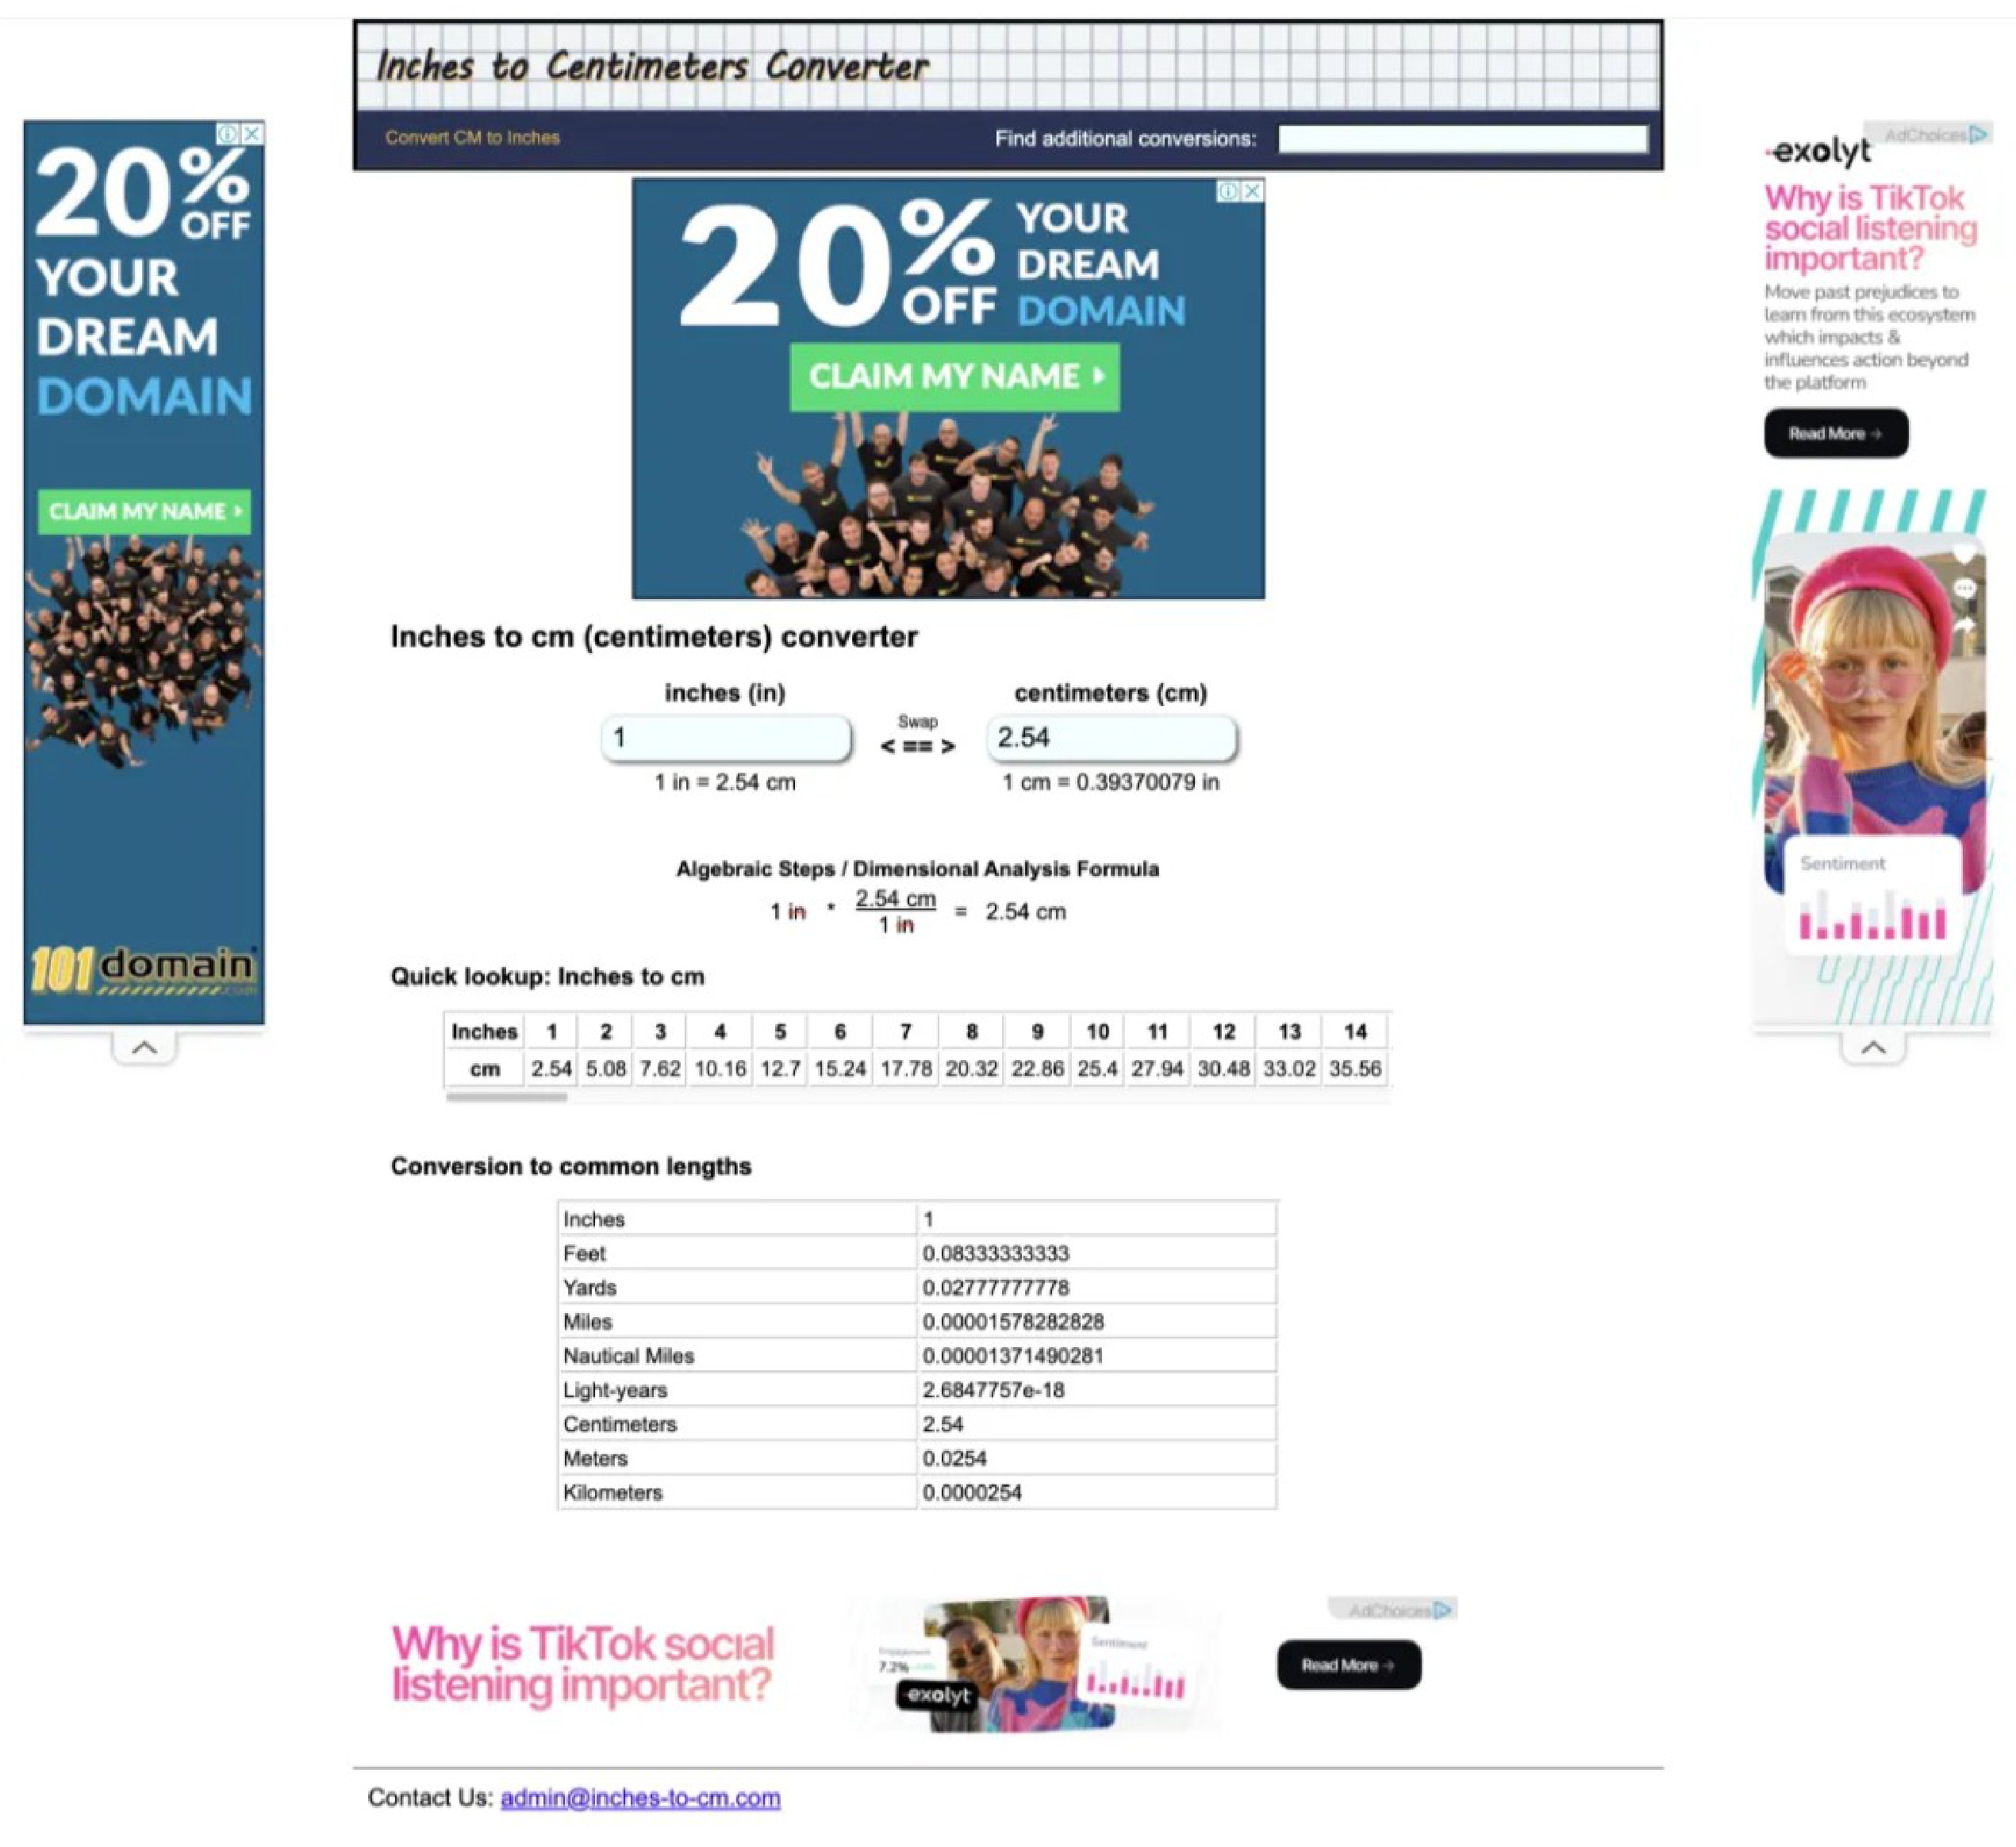 Inches to Centimeters Converter
Convert CM to Inches
Find additional conversions:
20% OFF
YOUR
DREAM
DOMAIN
CLAIM MY NAME
101domain
20% OFF
YOUR
DREAM
DOMAIN
CLAIM MY NAME
AdChoices
exolyt
Why is TikTok
social listening
important?
Move past prejudices to
learn from this ecosystem
which impacts &
influences action beyond
the platform
Read More →
Sentiment
Inches to cm (centimeters) converter
inches (in)
centimeters (cm)
1
Swap
< == >
2.54
1 in = 2.54 cm
1 cm = 0.39370079 in
Algebraic Steps / Dimensional Analysis Formula
1 in * 2.54 cm / 1 in = 2.54 cm
Quick lookup: Inches to cm
Inches 1 2 3 4 5 6 7 8 9 10 11 12 13 14
cm 2.54 5.08 7.62 10.16 12.7 15.24 17.78 20.32 22.86 25.4 27.94 30.48 33.02 35.56
Conversion to common lengths
Inches 1
Feet 0.08333333333
Yards 0.02777777778
Miles 0.00001578282828
Nautical Miles 0.00001371490281
Light-years 2.6847757e-18
Centimeters 2.54
Meters 0.0254
Kilometers 0.0000254
Why is TikTok social
listening important?
7.2%
exolyt
Sentiment
AdChoices
Read More →
Contact Us: admin@inches-to-cm.com